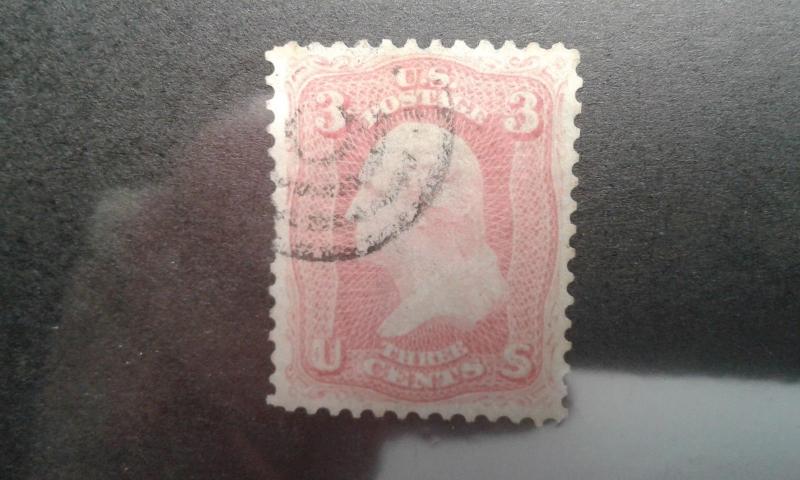 U.S.
3 POSTAGE 3
THREE
U CENTS S